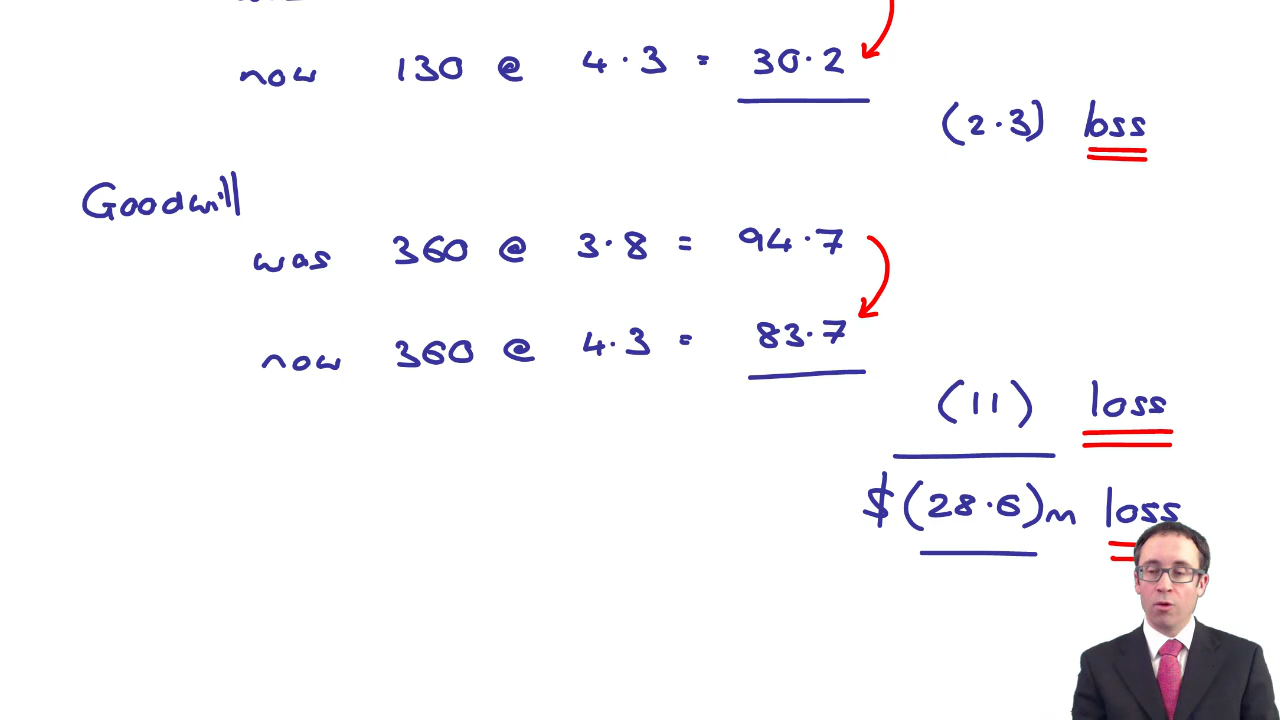 now 130 @ 4.3 = 30.2
(2.3) loss
Goodwill
was 360 @ 3.8 = 94.7
now 360 @ 4.3 = 83.7
(11) loss
$(28.6)m loss